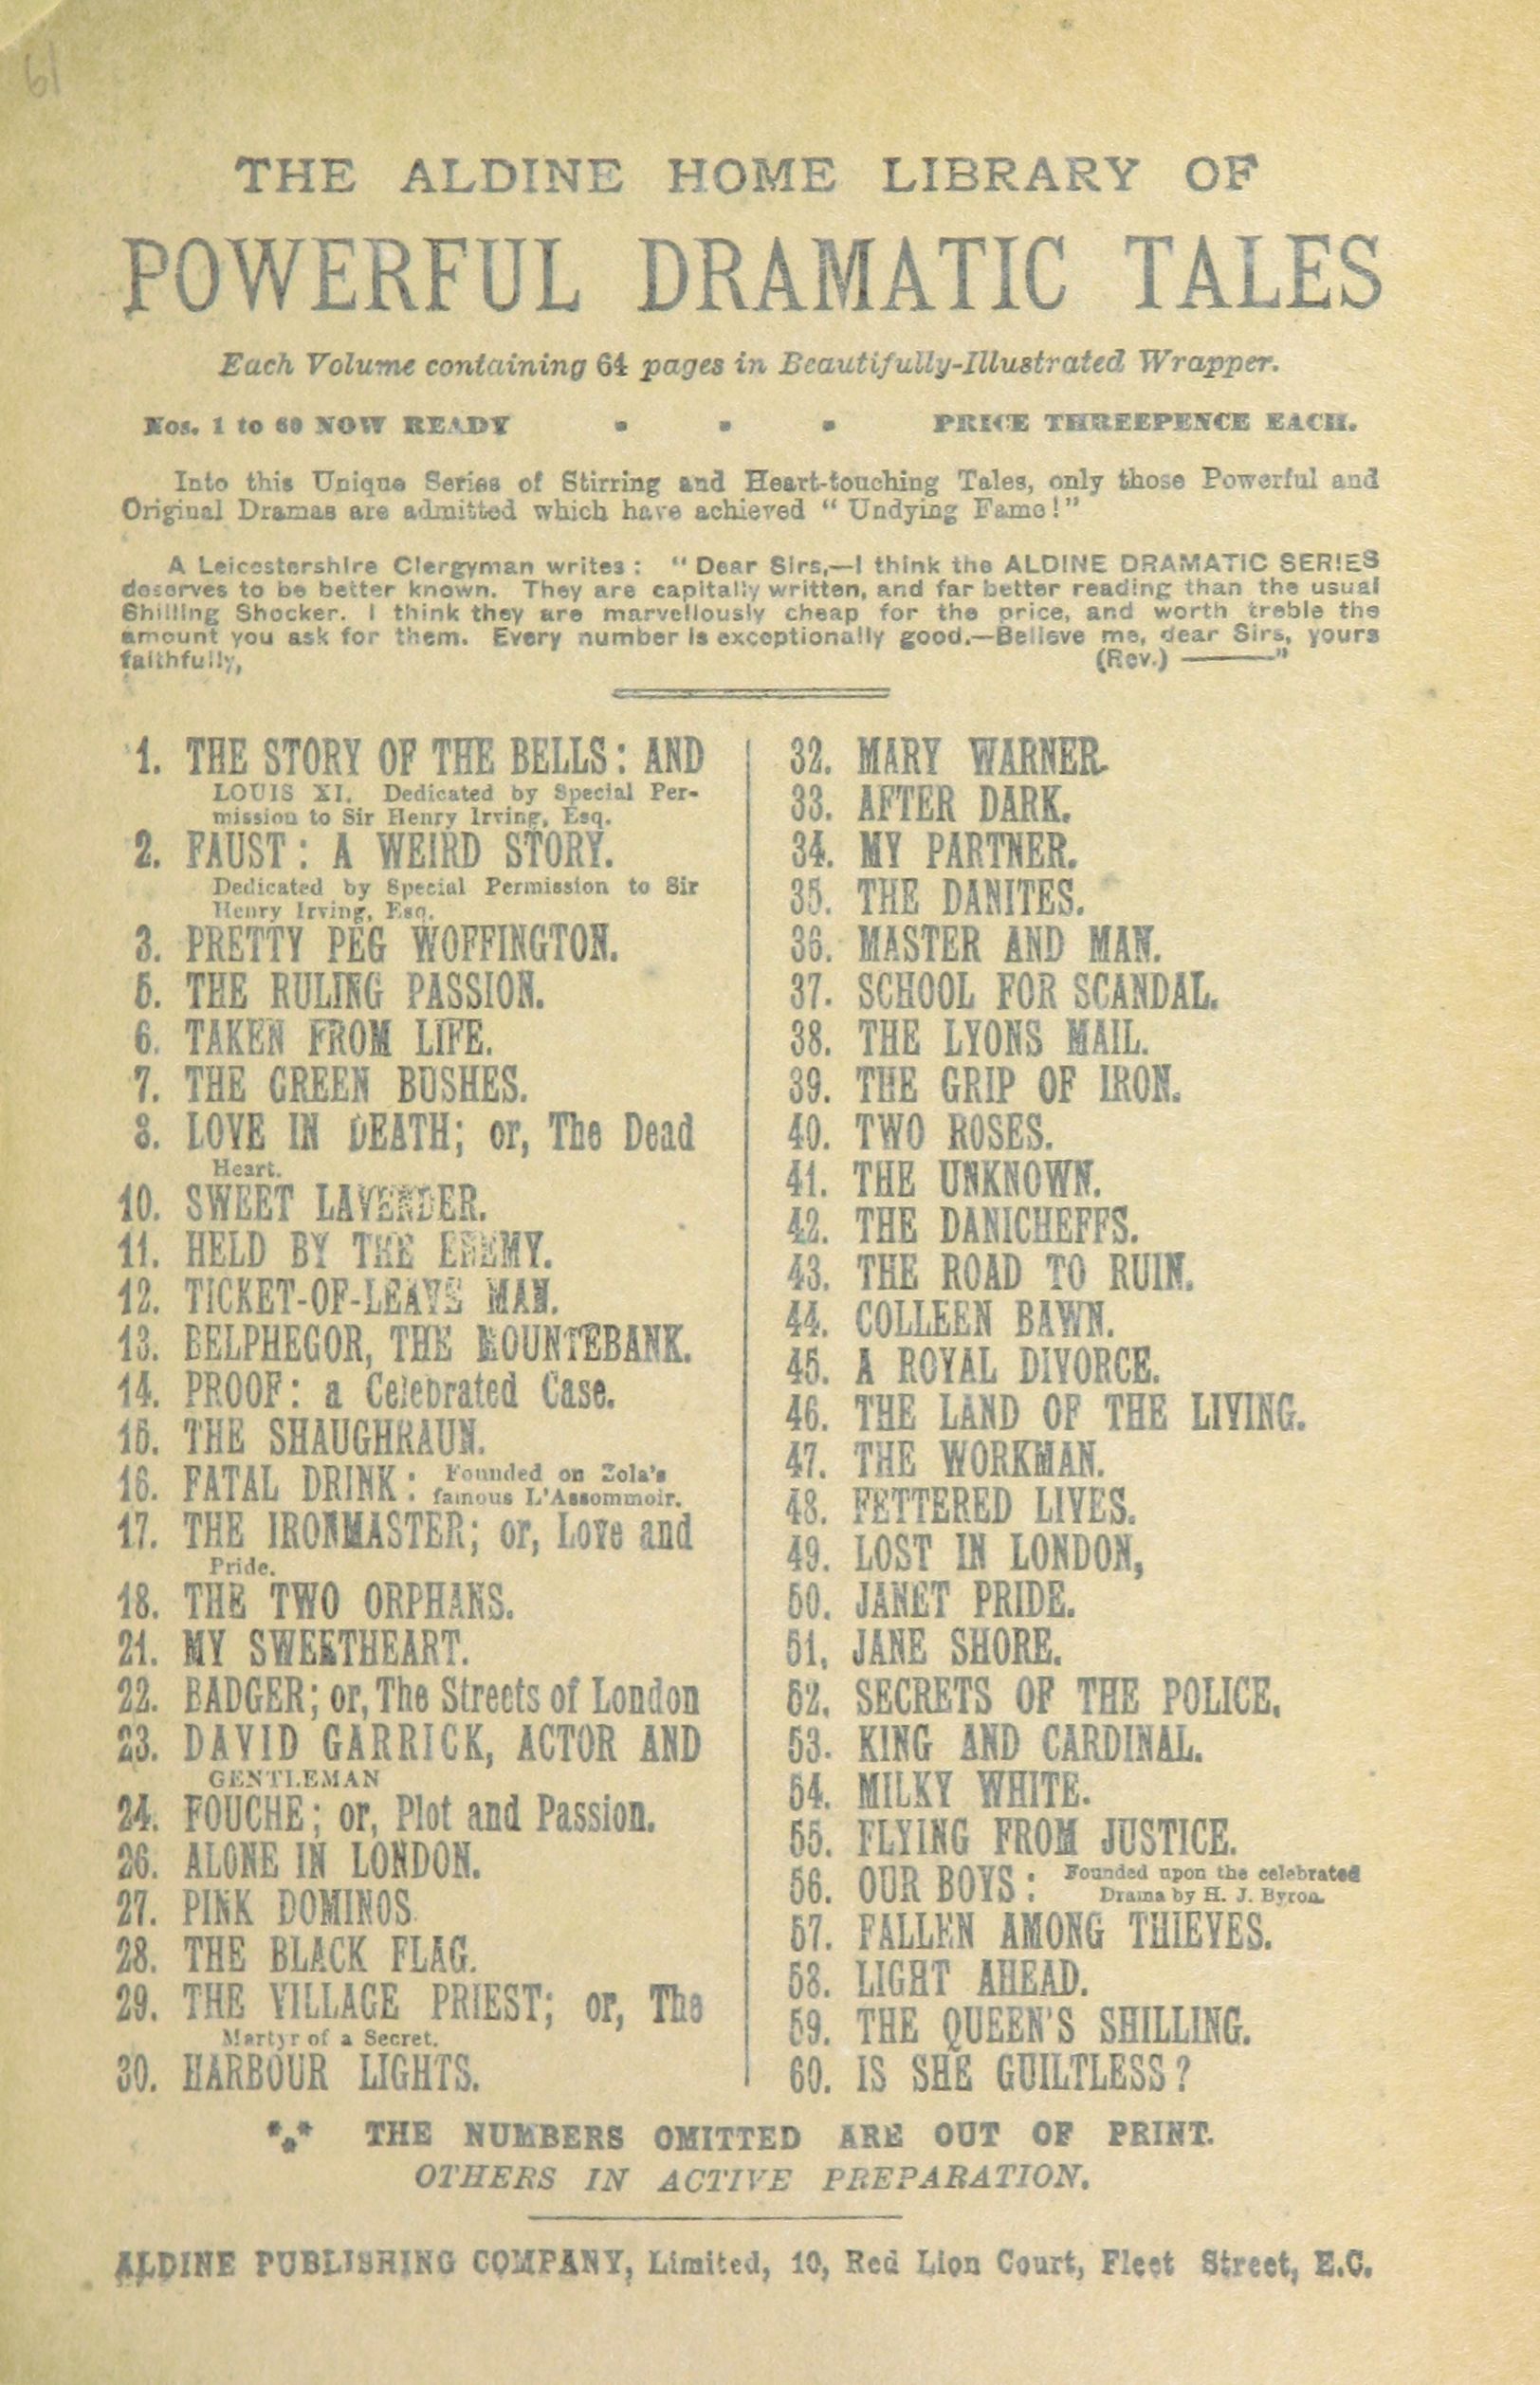 61
THE ALDINE HOME LIBRARY OF
POWERFUL DRAMATIC TALES
Each Volume containing 64 pages in Beautifully-Illustrated Wrapper.
Nos. 1 to 60 NOW READY . . . PRICE THREEPENCE EACH.
Into this Unique Series of Stirring and Heart-touching Tales, only those Powerful and
Original Dramas are admitted which have achieved "Undying Fame!"
A Leicestershire Clergyman writes: "Dear Sirs,—I think the ALDINE DRAMATIC SERIES
deserves to be better known. They are capitally written, and far better reading than the usual
Shilling Shocker. I think they are marvellously cheap for the price, and worth treble the
amount you ask for them. Every number is exceptionally good.—Believe me, dear Sirs, yours
faithfully, (Rev.) ———"
1. THE STORY OF THE BELLS: AND
LOUIS XI. Dedicated by Special Per-
mission to Sir Henry Irving, Esq.
2. FAUST: A WEIRD STORY.
Dedicated by Special Permission to Sir
Henry Irving, Esq.
3. PRETTY PEG WOFFINGTON.
5. THE RULING PASSION.
6. TAKEN FROM LIFE.
7. THE GREEN BUSHES.
8. LOVE IN DEATH; or, The Dead
Heart.
10. SWEET LAVENDER.
11. HELD BY THE ENEMY.
12. TICKET-OF-LEAVE MAN.
13. BELPHEGOR, THE MOUNTEBANK.
14. PROOF: a Celebrated Case.
15. THE SHAUGHRAUN.
16. FATAL DRINK: Founded on Zola's
famous L'Assommoir.
17. THE IRONMASTER; or, Love and
Pride.
18. THE TWO ORPHANS.
21. MY SWEETHEART.
22. BADGER; or, The Streets of London
23. DAVID GARRICK, ACTOR AND
GENTLEMAN
24. FOUCHE; or, Plot and Passion.
26. ALONE IN LONDON.
27. PINK DOMINOS.
28. THE BLACK FLAG.
29. THE VILLAGE PRIEST; or, The
Martyr of a Secret.
30. HARBOUR LIGHTS.
32. MARY WARNER.
33. AFTER DARK.
34. MY PARTNER.
35. THE DANITES.
36. MASTER AND MAN.
37. SCHOOL FOR SCANDAL.
38. THE LYONS MAIL.
39. THE GRIP OF IRON.
40. TWO ROSES.
41. THE UNKNOWN.
42. THE DANICHEFFS.
43. THE ROAD TO RUIN.
44. COLLEEN BAWN.
45. A ROYAL DIVORCE.
46. THE LAND OF THE LIVING.
47. THE WORKMAN.
48. FETTERED LIVES.
49. LOST IN LONDON,
50. JANET PRIDE.
51, JANE SHORE.
52. SECRETS OF THE POLICE,
53. KING AND CARDINAL.
54. MILKY WHITE.
55. FLYING FROM JUSTICE.
56. OUR BOYS: Founded upon the celebrated
Drama by H. J. Byron.
57. FALLEN AMONG THIEVES.
58. LIGHT AHEAD.
59. THE QUEEN'S SHILLING.
60. IS SHE GUILTLESS?
*** THE NUMBERS OMITTED ARE OUT OF PRINT.
OTHERS IN ACTIVE PREPARATION.
ALDINE PUBLISHING COMPANY, Limited, 10, Red Lion Court, Fleet Street, E.C.